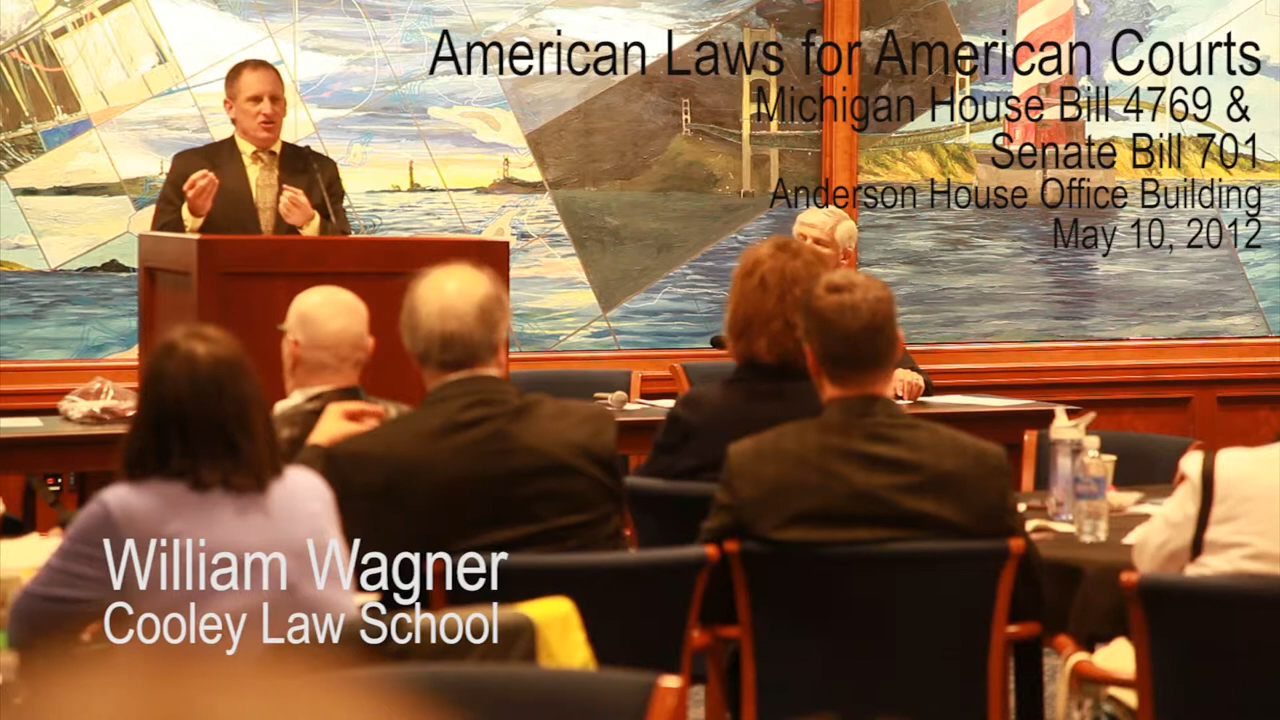 American Laws for American Courts
Michigan House Bill 4769 &
Senate Bill 701
Anderson House Office Building
May 10, 2012
William Wagner
Cooley Law School